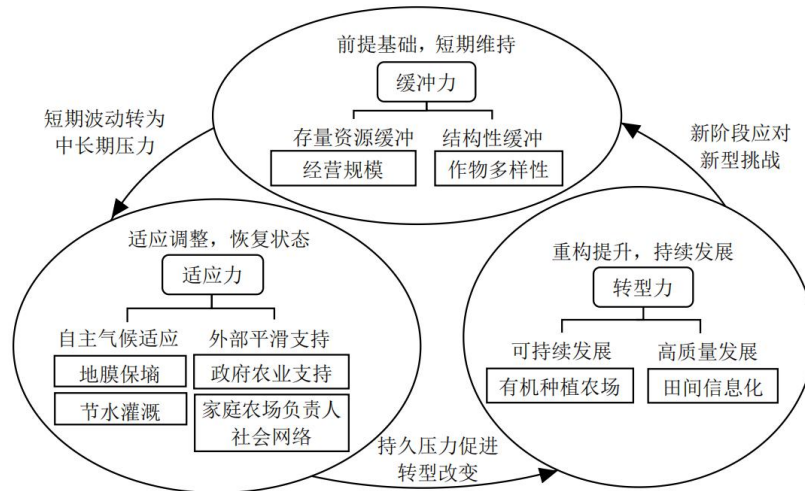 前提基础，短期维持
缓冲力
存量资源缓冲
结构性缓冲
经营规模
作物多样性
短期波动转为
中长期压力
新阶段应对
新型挑战
适应调整，恢复状态
适应力
自主气候适应
外部平滑支持
地膜保墒
政府农业支持
节水灌溉
家庭农场负责人
社会网络
重构提升，持续发展
转型力
可持续发展
高质量发展
有机种植农场
田间信息化
持久压力促进
转型改变